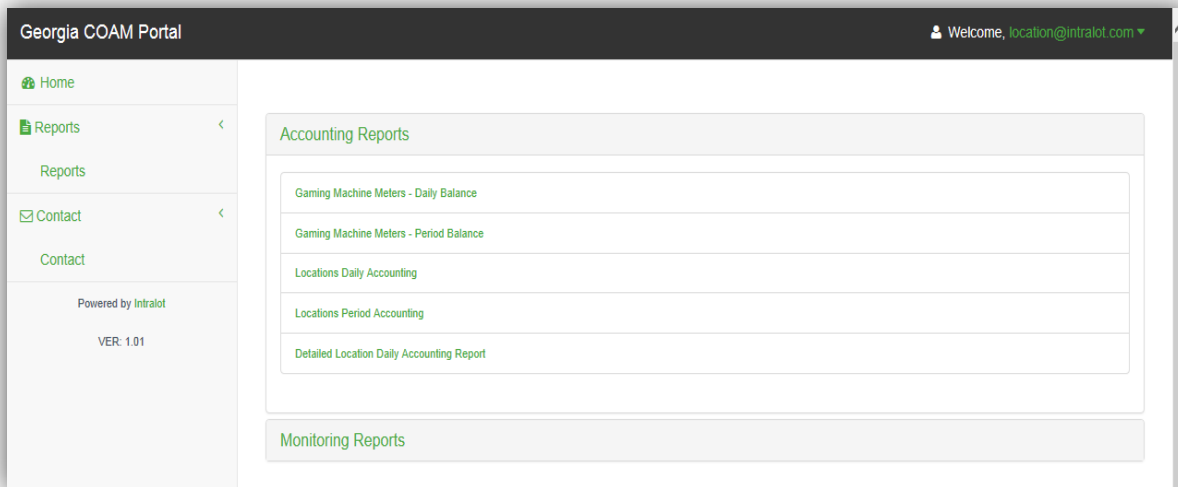 Georgia COAM Portal
Welcome, location@intralot.com
Home
Reports
Reports
Contact
Contact
Powered by Intralot
VER: 1.01
Accounting Reports
Gaming Machine Meters - Daily Balance
Gaming Machine Meters - Period Balance
Locations Daily Accounting
Locations Period Accounting
Detailed Location Daily Accounting Report
Monitoring Reports